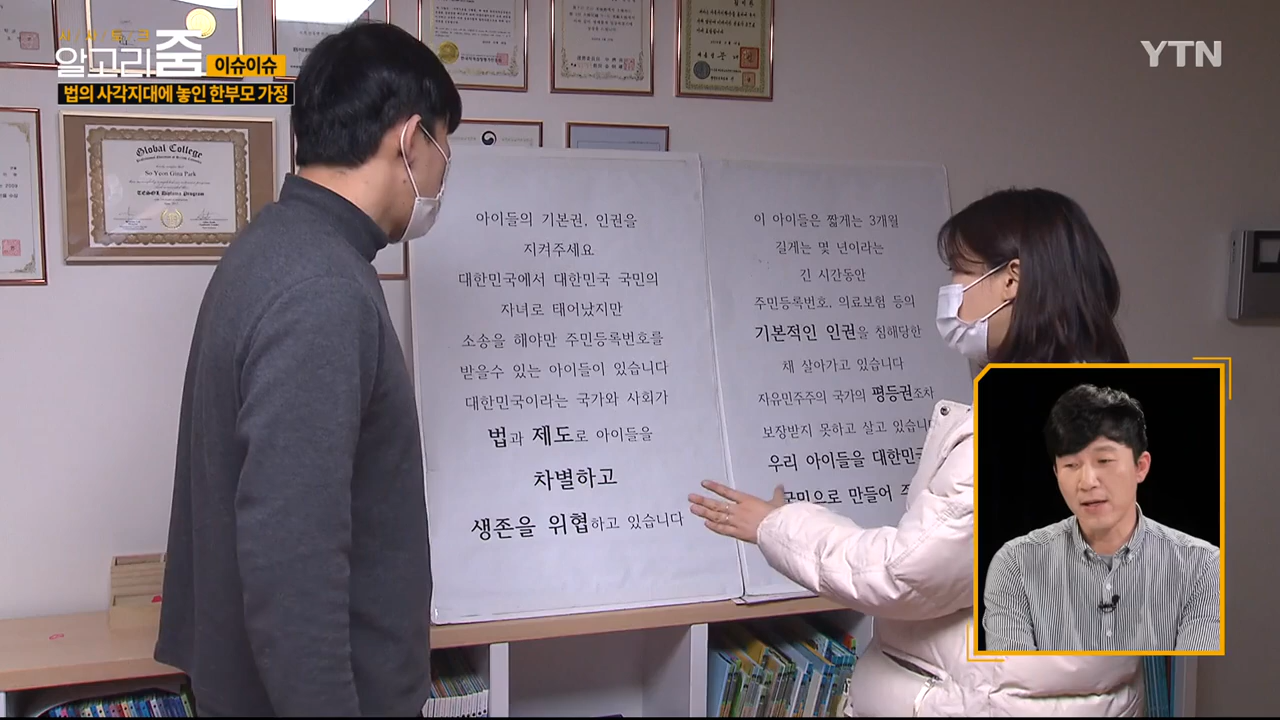 시사토크
알고리줌 이슈이슈
법의 사각지대에 놓인 한부모 가정
YTN
Global College
So Yeon Gina Park
TESOL Diploma Program
아이들의 기본권, 인권을
지켜주세요
대한민국에서 대한민국 국민의
자녀로 태어났지만
소송을 해야만 주민등록번호를
받을수 있는 아이들이 있습니다
대한민국이라는 국가와 사회가
법과 제도로 아이들을
차별하고
생존을 위협하고 있습니다
이 아이들은 짧게는 3개월
길게는 몇 년이라는
긴 시간동안
주민등록번호, 의료보험 등의
기본적인 인권을 침해당한
채 살아가고 있습니다
자유민주주의 국가의 평등권조차
보장받지 못하고 살고 있습니
우리 아이들을 대한민국
국민으로 만들어